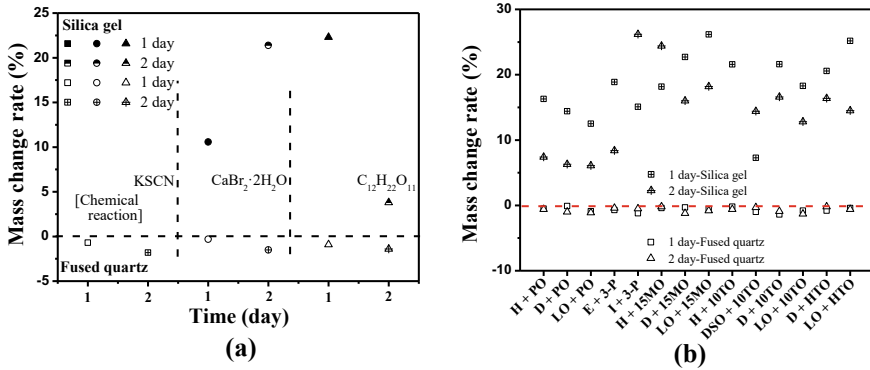 (a)
Mass change rate (%)
25
20
15
10
5
0
-5
Silica gel
1 day
2 day
1 day
2 day
KSCN
[Chemical
reaction]
CaBr₂·2H₂O
C₁₂H₂₂O₁₁
Fused quartz
1 2 1 2 1 2
Time (day)
(a)
(b)
Mass change rate (%)
30
20
10
0
-10
1 day-Silica gel
2 day-Silica gel
1 day-Fused quartz
2 day-Fused quartz
H + PO
D + PO
LO + PO
E + 3-P
I + 3-P
H + 15MO
D + 15MO
LO + 15MO
H + 10TO
DSO + 10TO
D + 10TO
LO + 10TO
D + HTO
LO + HTO
(b)